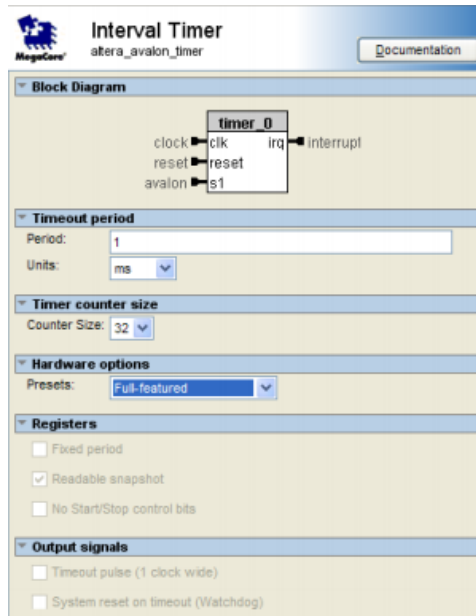 Interval Timer
MegaCore®
altera_avalon_timer
Documentation
Block Diagram
timer_0
clock clk irq interrupt
reset reset
avalon s1
Timeout period
Period: 1
Units: ms
Timer counter size
Counter Size: 32
Hardware options
Presets: Full-featured
Registers
Fixed period
Readable snapshot
No Start/Stop control bits
Output signals
Timeout pulse (1 clock wide)
System reset on timeout (Watchdog)